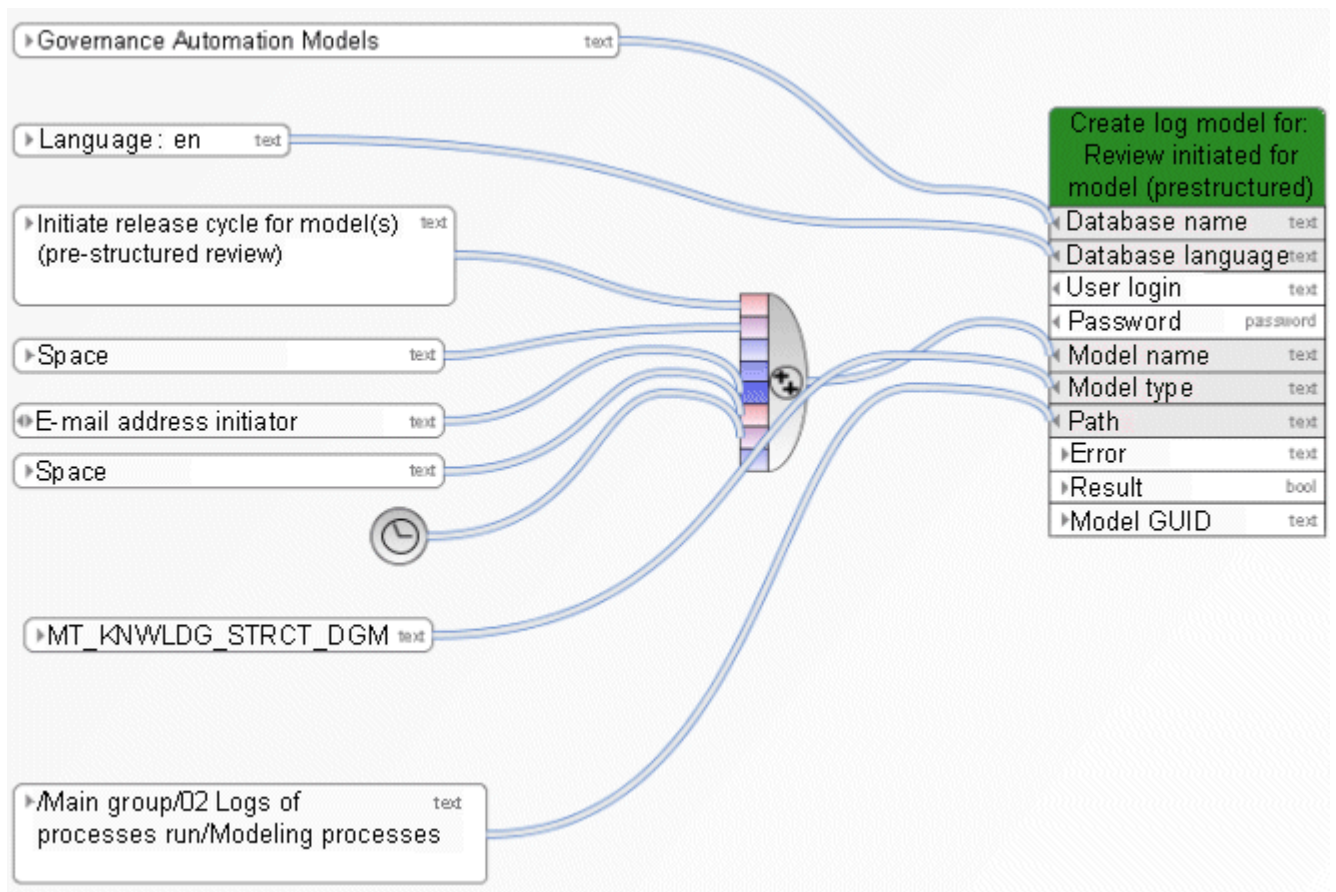 Governance Automation Models text
Language: en text
Initiate release cycle for model(s) text
(pre-structured review)
Space text
E-mail address initiator text
Space text
MT_KNWLDG_STRCT_DGM text
/Main group/02 Logs of text
processes run/Modeling processes
Create log model for:
Review initiated for
model (prestructured)
Database name text
Database language text
User login text
Password password
Model name text
Model type text
Path text
Error text
Result bool
Model GUID text